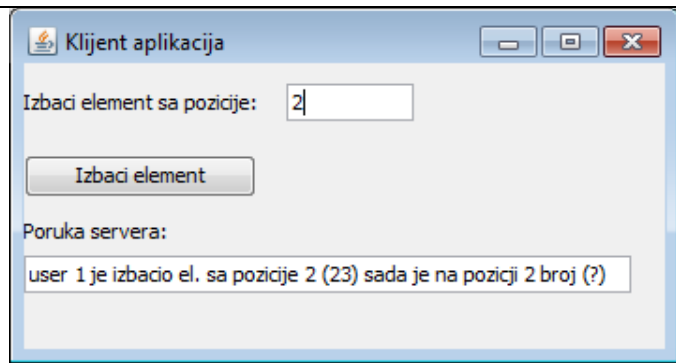 Klijent aplikacija
Izbaci element sa pozicije: 2
Izbaci element
Poruka servera:
user 1 je izbacio el. sa pozicije 2 (23) sada je na pozicji 2 broj (?)